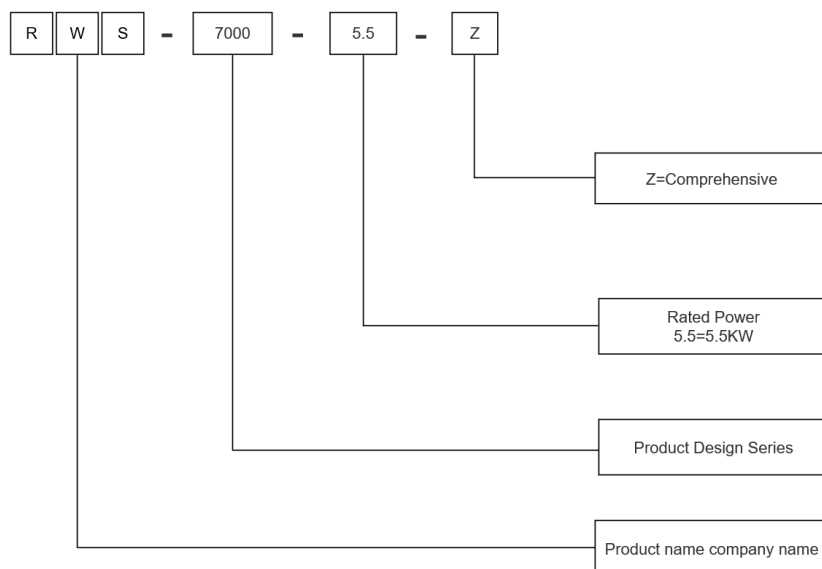 R W S - 7000 - 5.5 - Z
Z=Comprehensive
Rated Power
5.5=5.5KW
Product Design Series
Product name company name